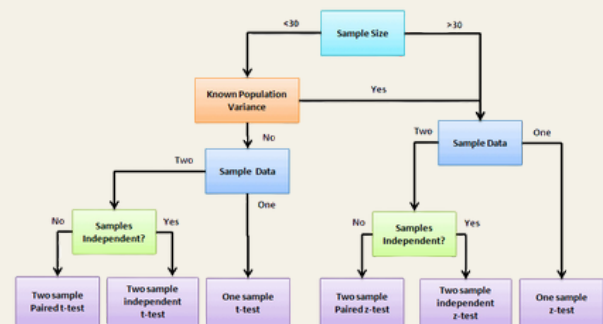 <30
Sample Size
>30
Known Population
Variance
Yes
No
Two
Sample Data
One
Two
Sample Data
One
No
Samples
Independent?
Yes
No
Samples
Independent?
Yes
Two sample
Paired t-test
Two sample
independent
t-test
One sample
t-test
Two sample
Paired z-test
Two sample
independent
z-test
One sample
z-test